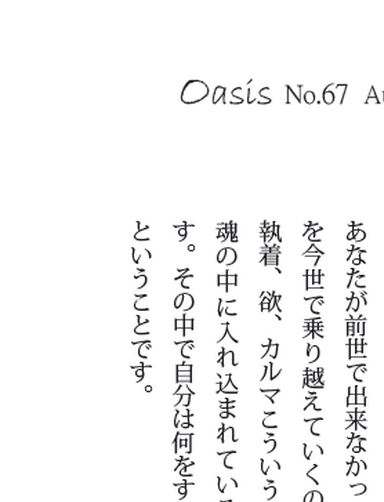 Oasis No.67 Au
あなたが前世で出来なかっ
を今世で乗り越えていくの
執着、欲、カルマこういう
魂の中に入れ込まれてい
す。その中で自分は何をす
ということです。